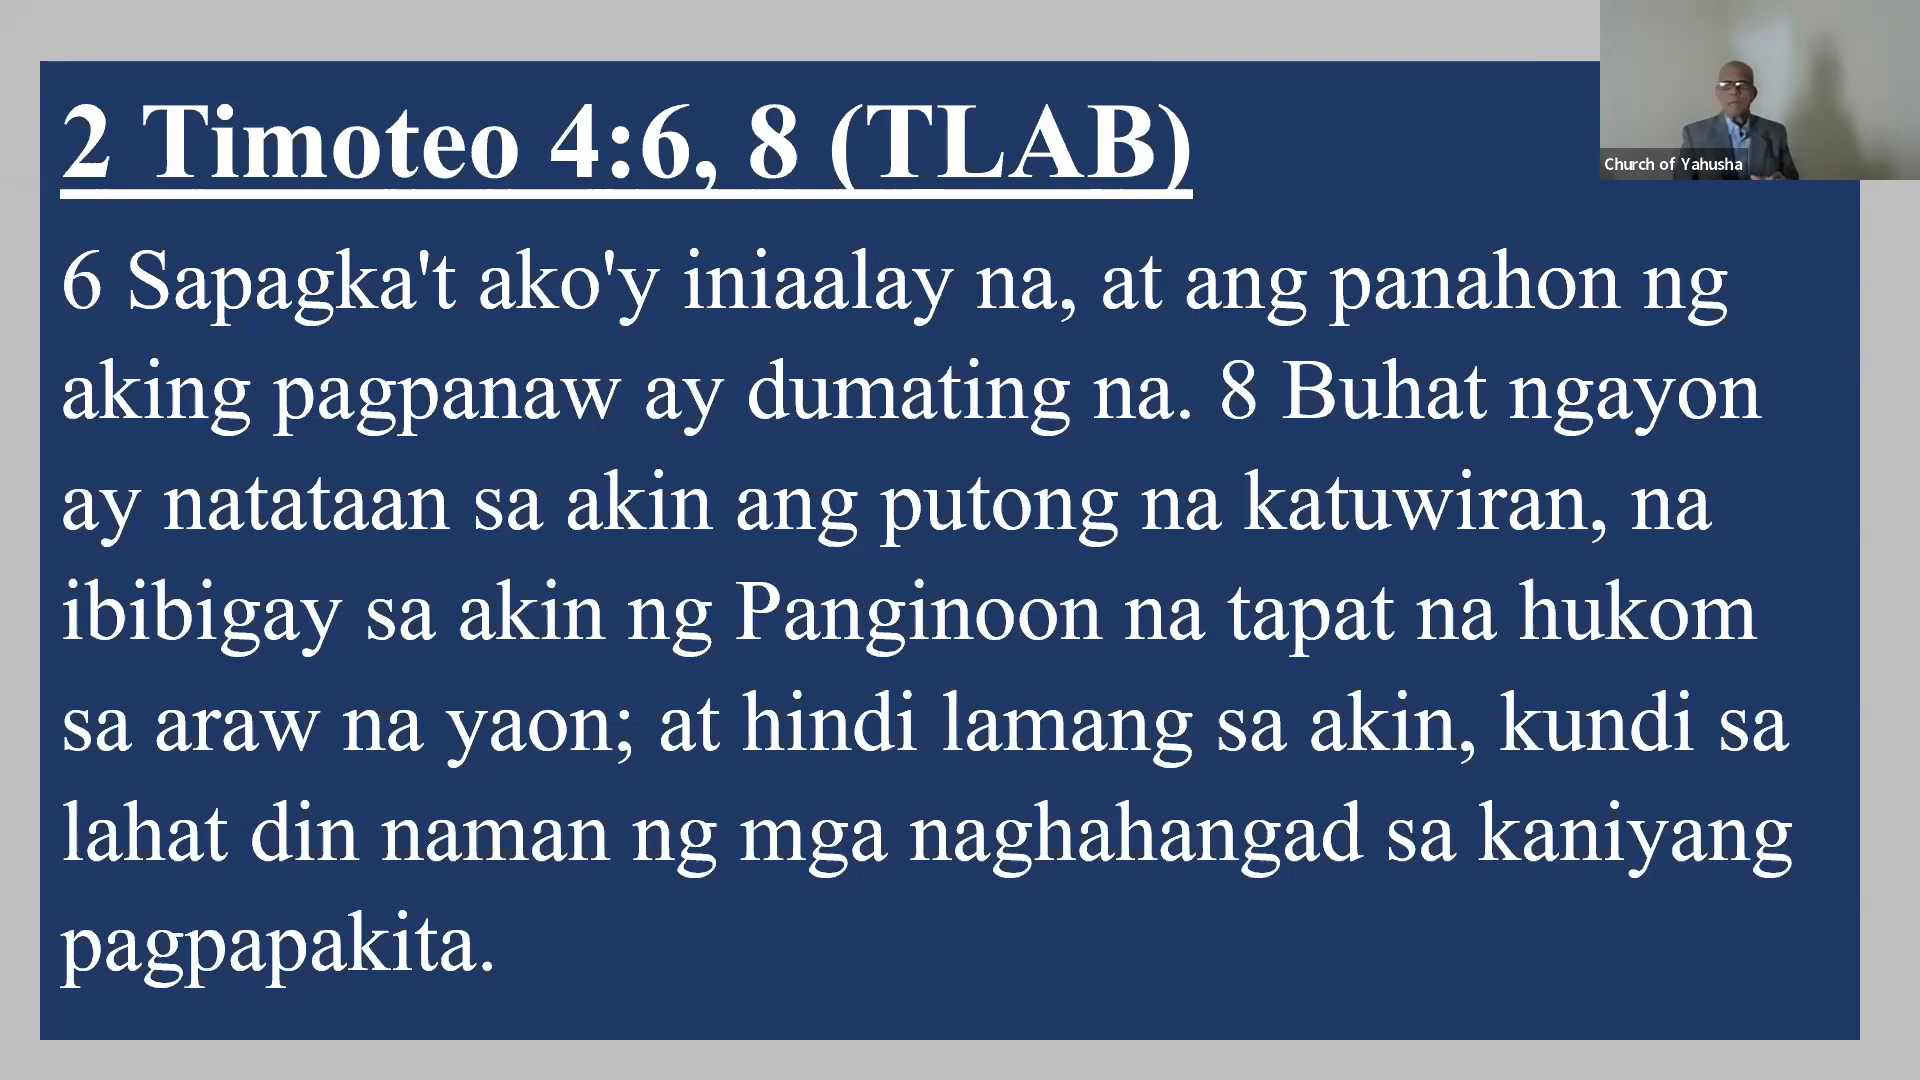 2 Timoteo 4:6, 8 (TLAB)
Church of Yahusha
6 Sapagka't ako'y iniaalay na, at ang panahon ng
aking pagpanaw ay dumating na. 8 Buhat ngayon
ay natataan sa akin ang putong na katuwiran, na
ibibigay sa akin ng Panginoon na tapat na hukom
sa araw na yaon; at hindi lamang sa akin, kundi sa
lahat din naman ng mga naghahangad sa kaniyang
pagpapakita.